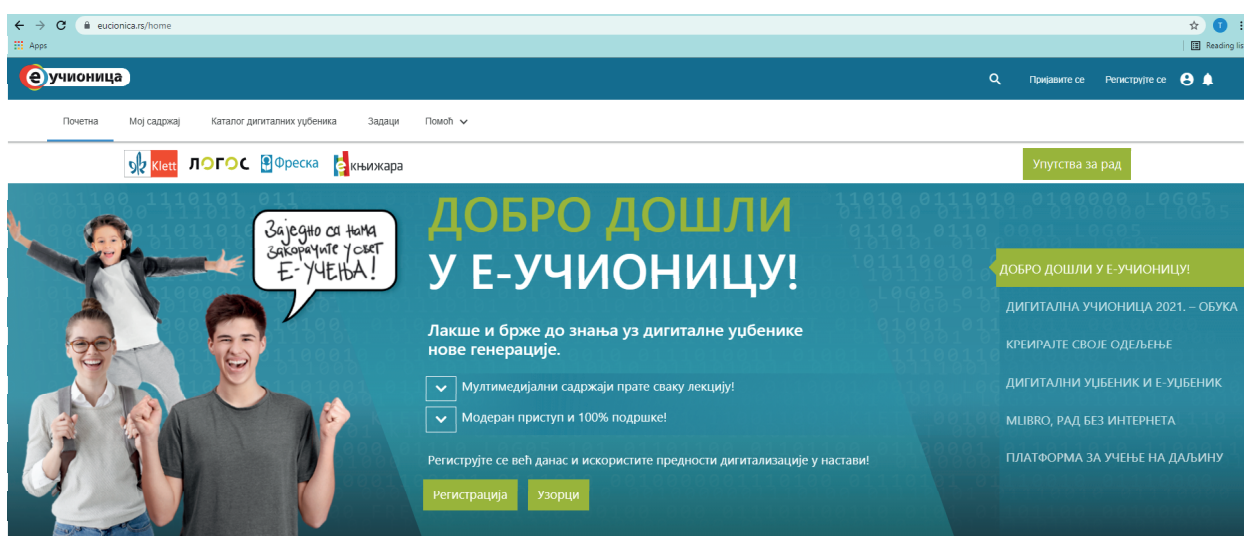 eucionica.rs/home
Apps
Reading lis
e учионица
Пријавите се
Региструјте се
Почетна
Мој садржај
Каталог дигиталних уџбеника
Задаци
Помоћ
Klett
ЛОГОС
Фреска
e књижара
Упутства за рад
Заједно са нама
закорачите у свет
Е-УЧЕЊА!
ДОБРО ДОШЛИ
У Е-УЧИОНИЦУ!
Лакше и брже до знања уз дигиталне уџбенике
нове генерације.
Мултимедијални садржаји прате сваку лекцију!
Модеран приступ и 100% подршке!
Региструјте се већ данас и искористите предности дигитализације у настави!
Регистрација
Узорци
ДОБРО ДОШЛИ У Е-УЧИОНИЦУ!
ДИГИТАЛНА УЧИОНИЦА 2021. – ОБУКА
КРЕИРАЈТЕ СВОЈЕ ОДЕЉЕЊЕ
ДИГИТАЛНИ УЏБЕНИК И Е-УЏБЕНИК
MLIBRO, РАД БЕЗ ИНТЕРНЕТА
ПЛАТФОРМА ЗА УЧЕЊЕ НА ДАЉИНУ